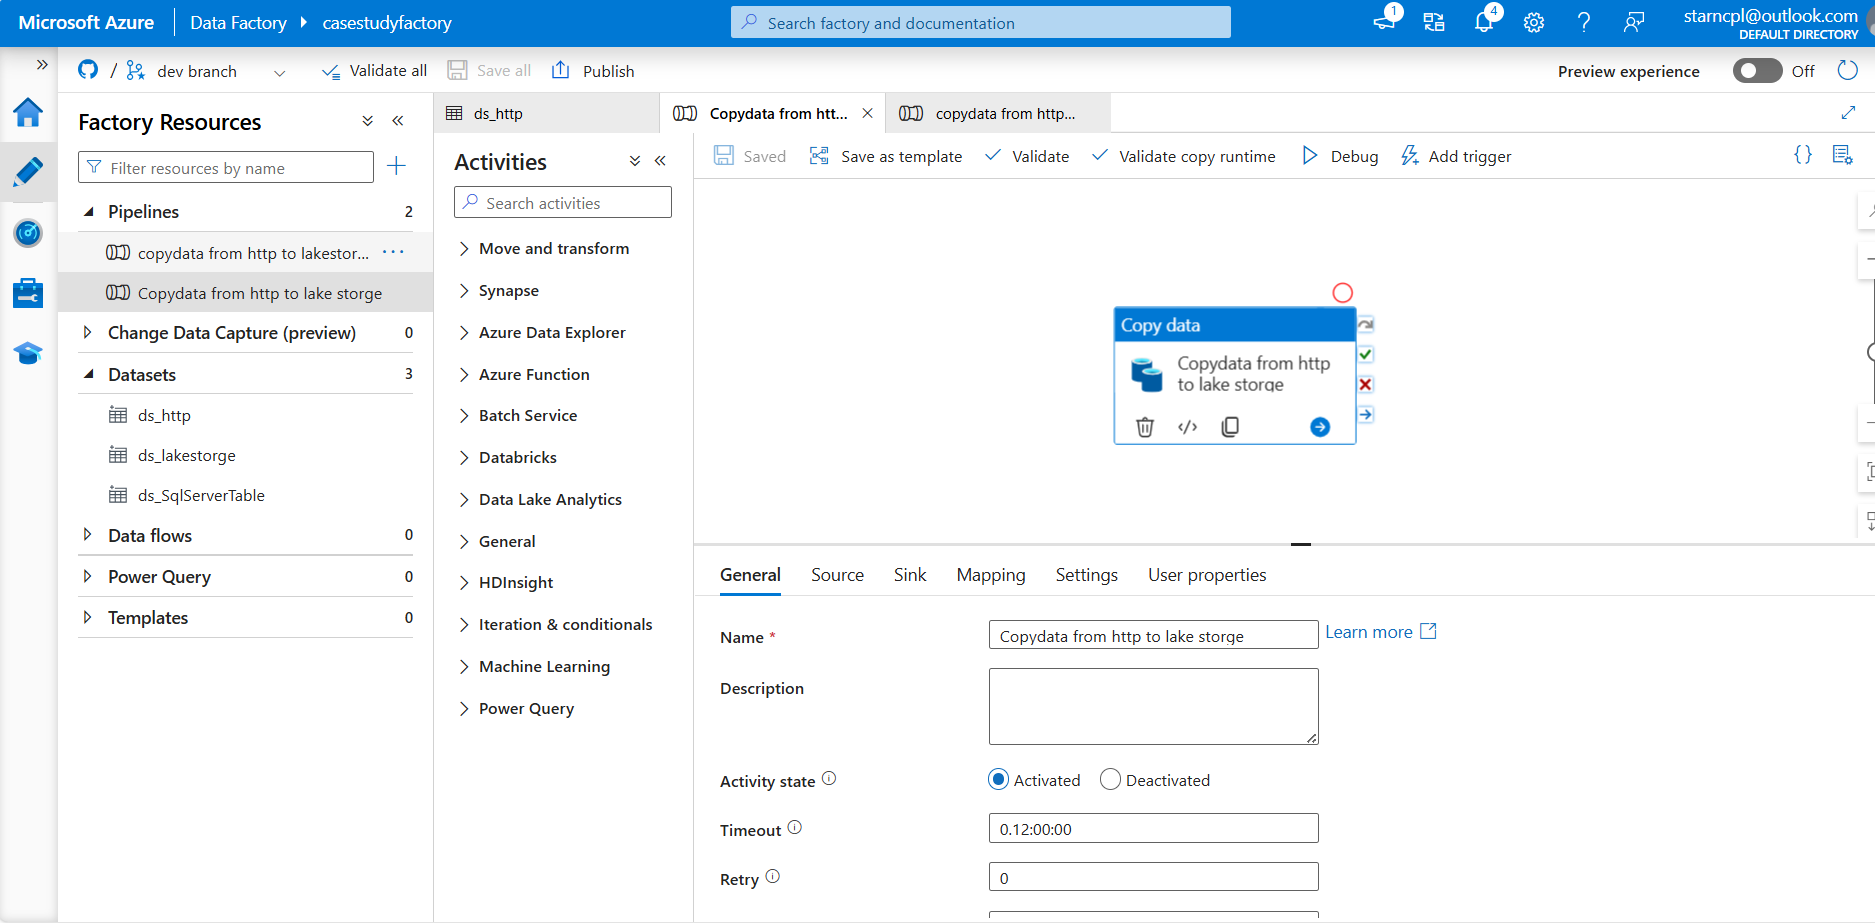 Microsoft Azure
Data Factory
casestudyfactory
Search factory and documentation
1
4
starncpl@outlook.com
DEFAULT DIRECTORY
/
dev branch
Validate all
Save all
Publish
Preview experience
Off
Factory Resources
Filter resources by name
Pipelines 2
copydata from http to lakestor...
Copydata from http to lake storge
Change Data Capture (preview) 0
Datasets 3
ds_http
ds_lakestorge
ds_SqlServerTable
Data flows 0
Power Query 0
Templates 0
ds_http
Copydata from htt...
copydata from http...
Activities
Search activities
Move and transform
Synapse
Azure Data Explorer
Azure Function
Batch Service
Databricks
Data Lake Analytics
General
HDInsight
Iteration & conditionals
Machine Learning
Power Query
Saved
Save as template
Validate
Validate copy runtime
Debug
Add trigger
{}
Copy data
Copydata from http
to lake storge
General
Source
Sink
Mapping
Settings
User properties
Name *
Copydata from http to lake storge
Learn more
Description
Activity state
Activated
Deactivated
Timeout
0.12:00:00
Retry
0